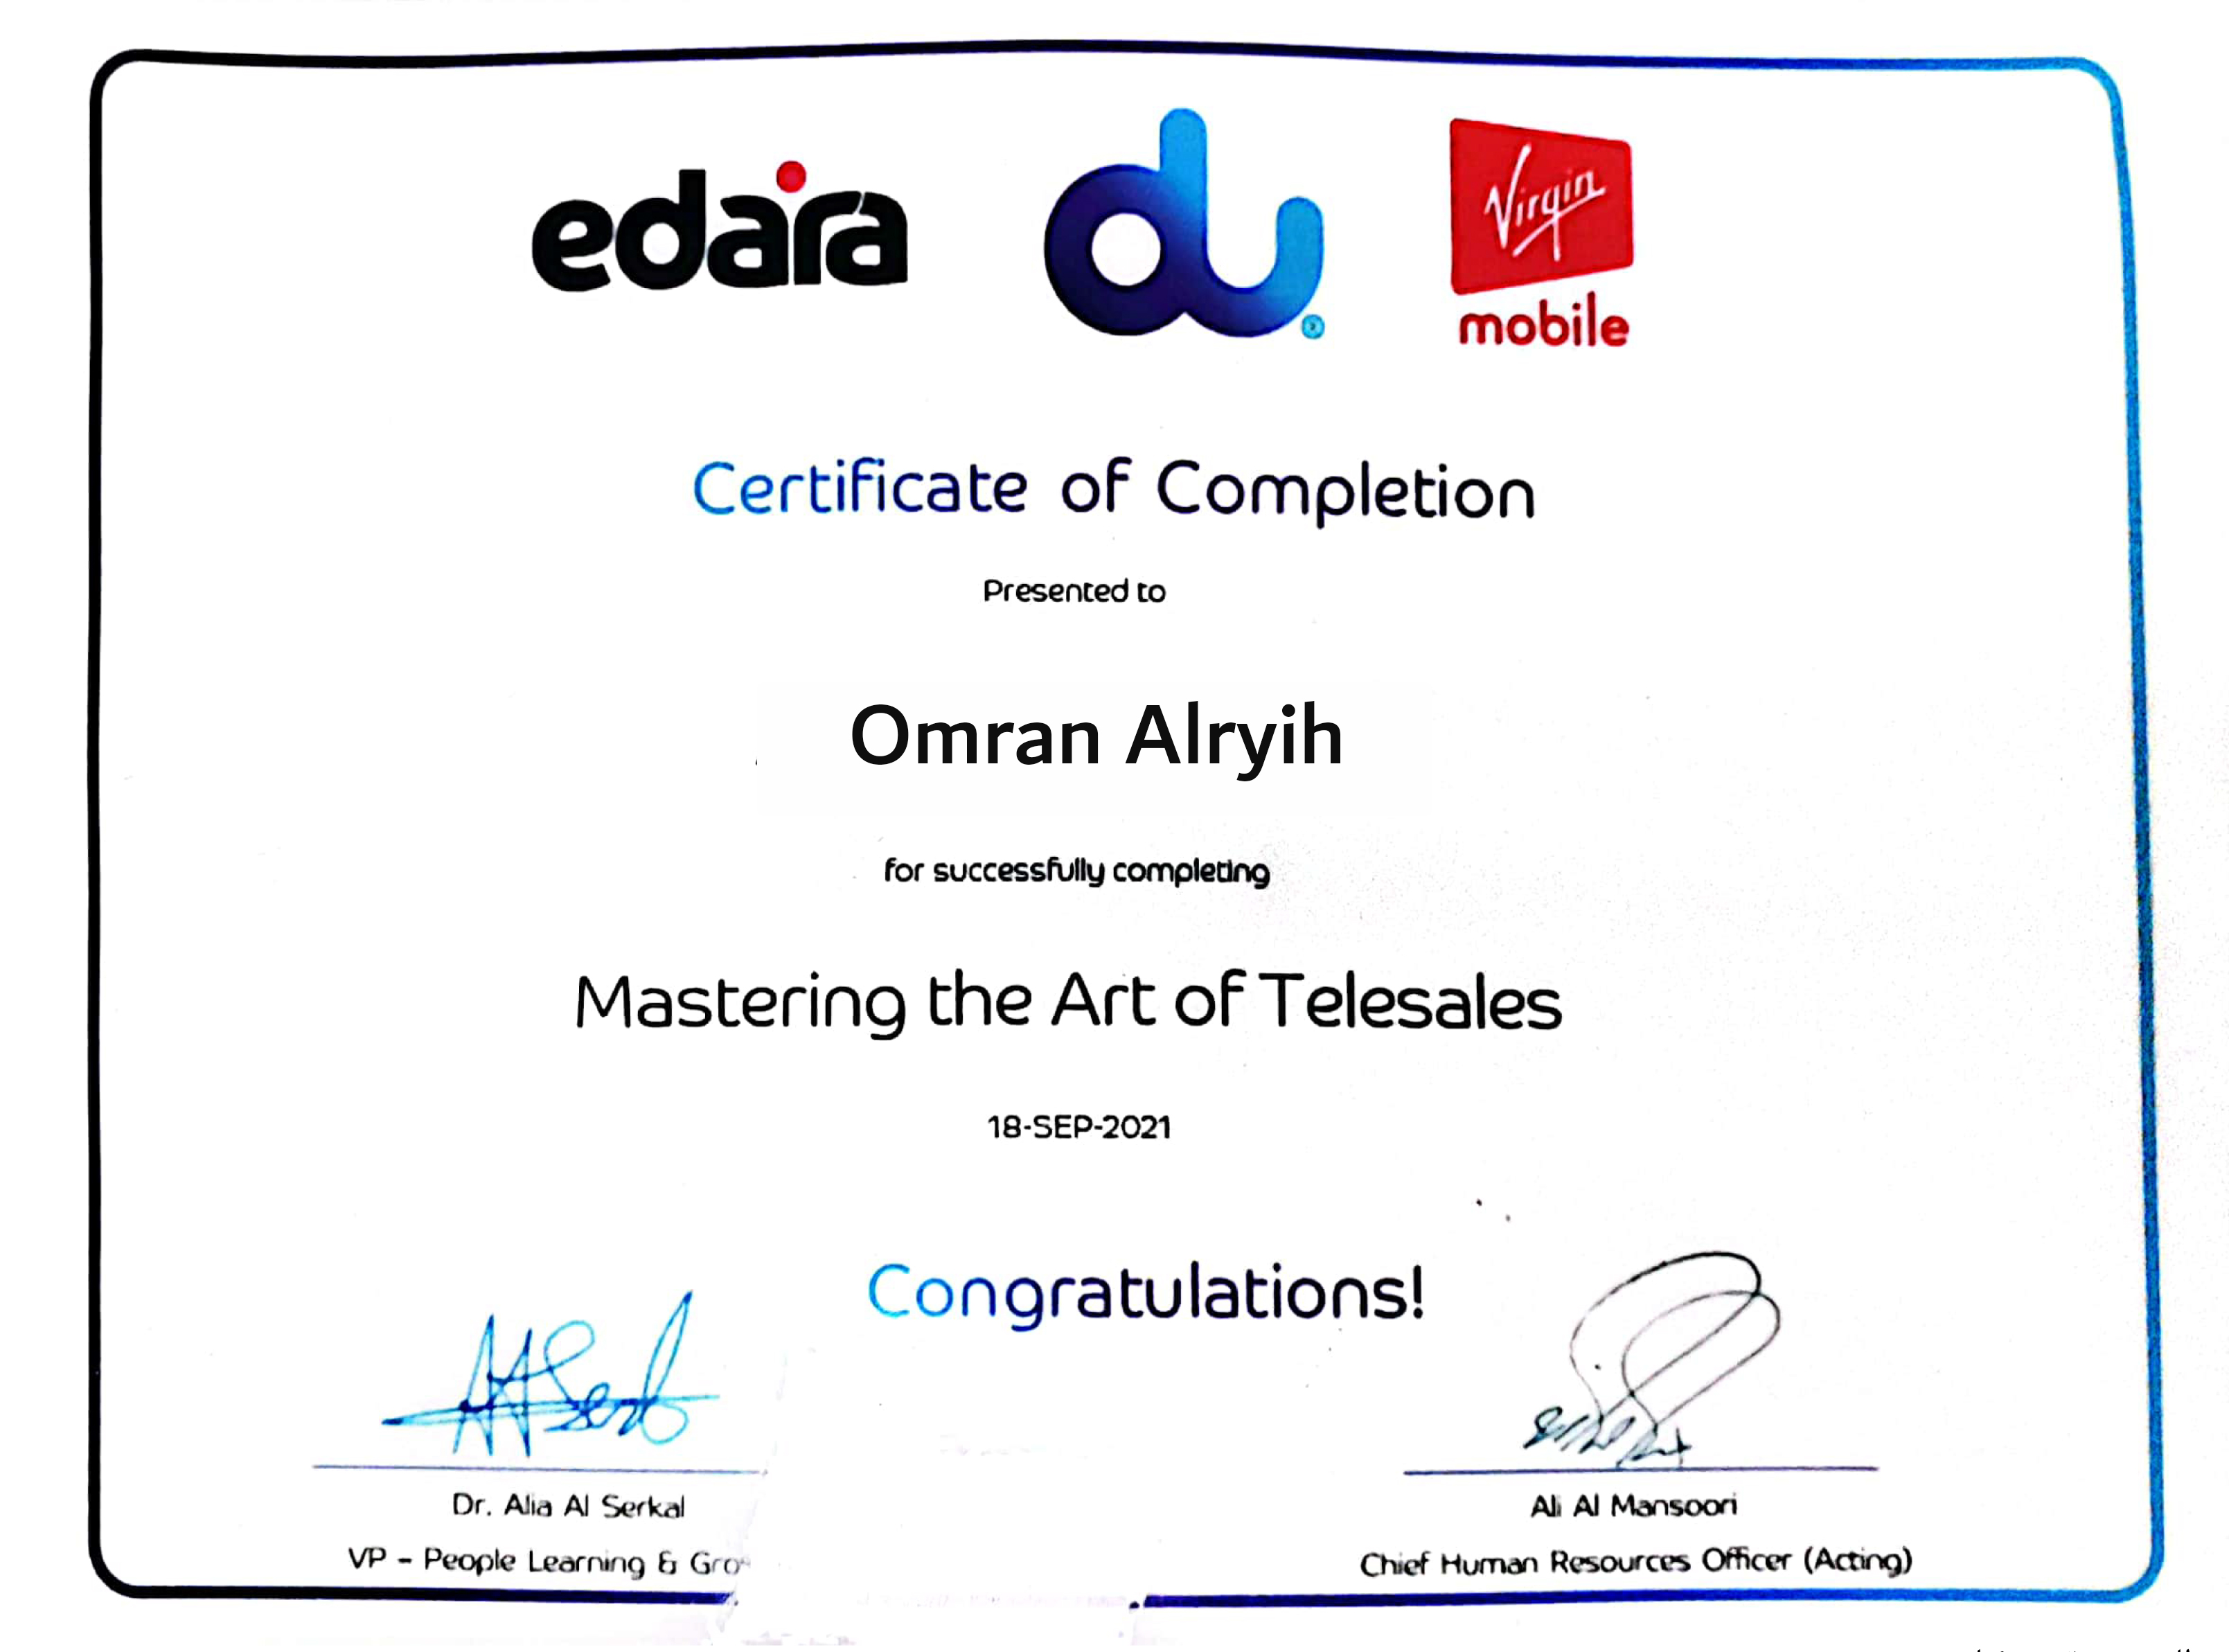 edara du Virgin mobile
Certificate of Completion
Presented to
Omran Alryih
for successfully completing
Mastering the Art of Telesales
18-SEP-2021
Congratulations!
Dr. Alia Al Serkal
VP - People Learning &
Ali Al Mansoori
Chief Human Resources Officer (Acting)